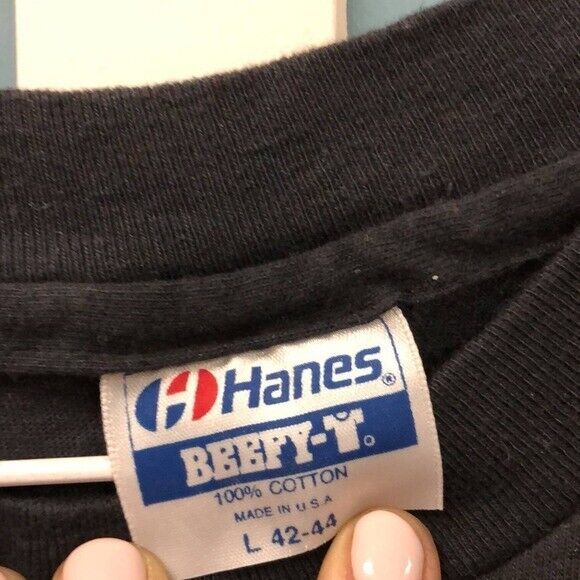 Hanes®
BEEFY-T®
100% COTTON
MADE IN U S A
L 42-44